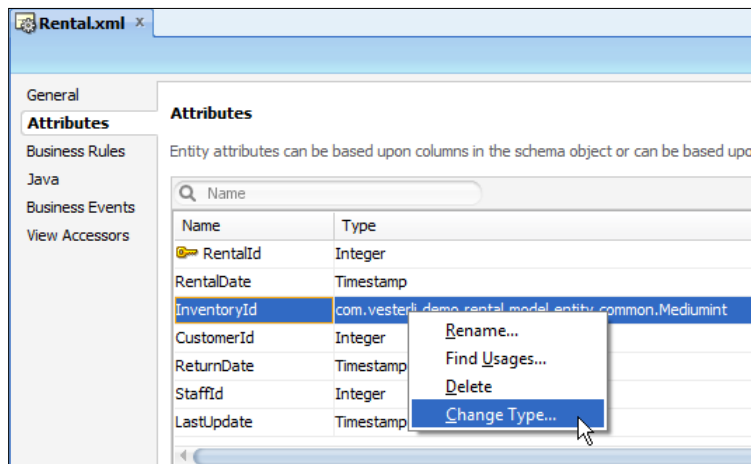 Rental.xml ×
General
Attributes
Business Rules
Java
Business Events
View Accessors
Attributes
Entity attributes can be based upon columns in the schema object or can be based upo
Name
Name Type
RentalId Integer
RentalDate Timestamp
InventoryId com.vesterli.demo.rental.model.entity.common.Mediumint
CustomerId Integer
ReturnDate Timestamp
StaffId Integer
LastUpdate Timestamp
Rename...
Find Usages...
Delete
Change Type...